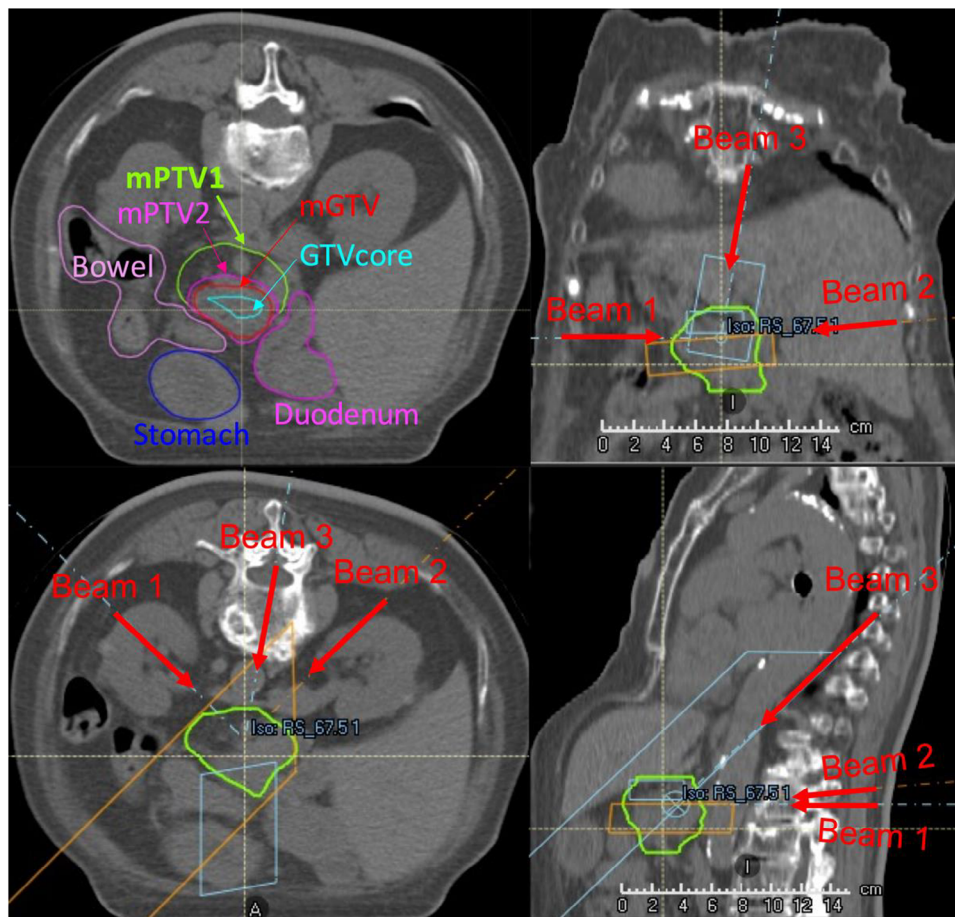 mPTV1
mPTV2
mGTV
GTVcore
Bowel
Stomach
Duodenum
Beam 3
Beam 1
Beam 2
Iso: RS_67.5 1
I
0 2 4 6 8 10 12 14 cm
Beam 3
Beam 1
Beam 2
Iso: RS_67.5 1
A
Beam 3
Beam 2
Iso: RS_67.5 1
Beam 1
I
0 2 4 6 8 10 12 14 cm